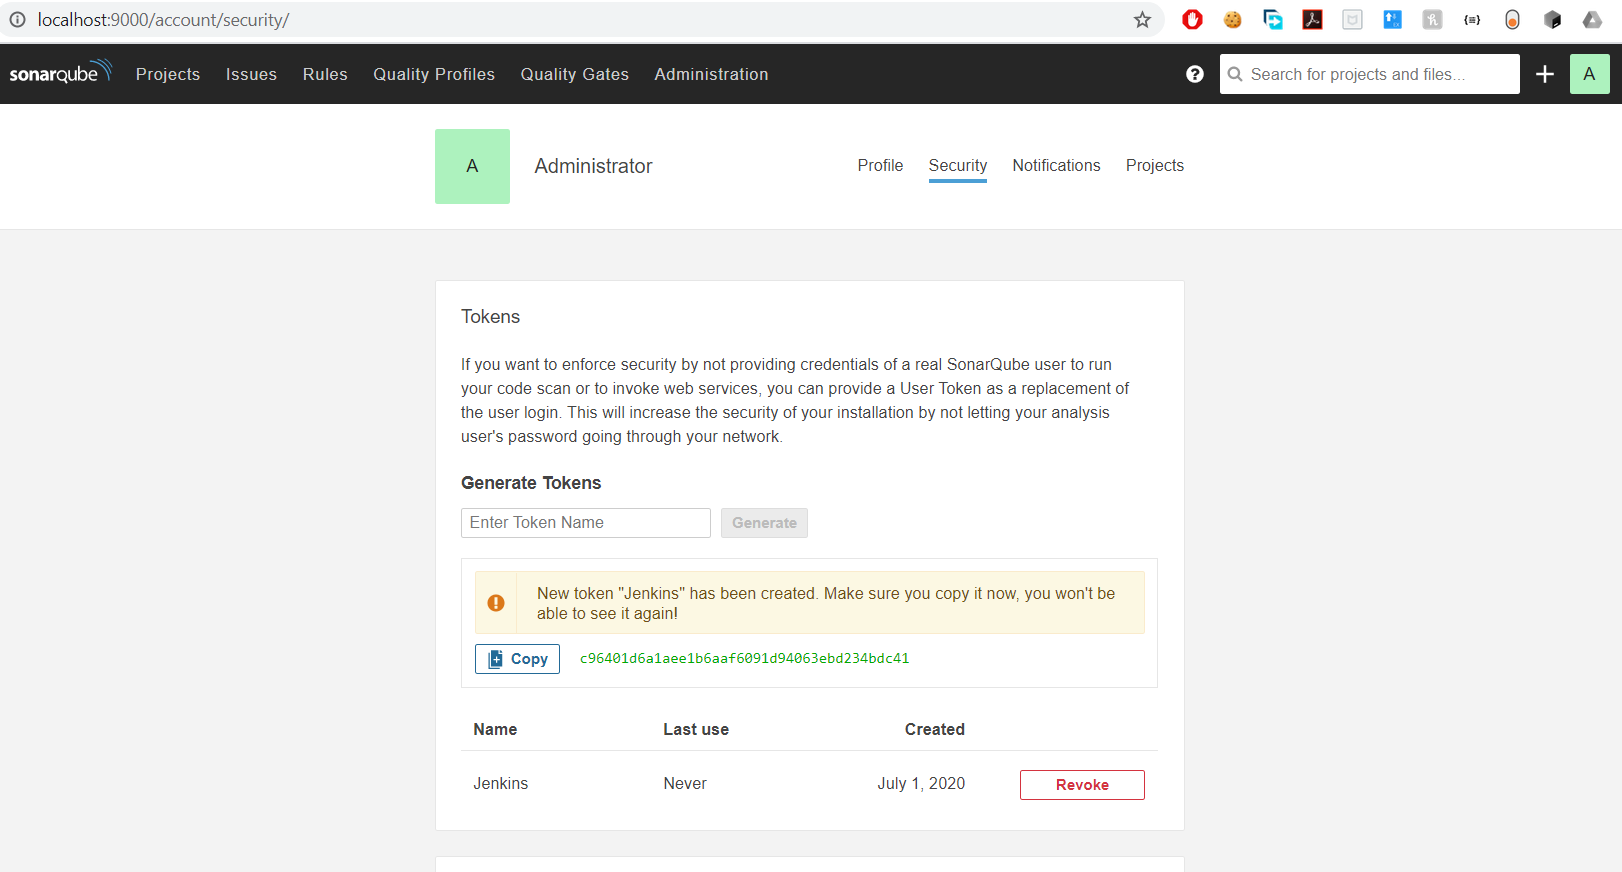 localhost:9000/account/security/
sonarqube Projects Issues Rules Quality Profiles Quality Gates Administration ? Search for projects and files... A
A Administrator Profile Security Notifications Projects
Tokens
If you want to enforce security by not providing credentials of a real SonarQube user to run
your code scan or to invoke web services, you can provide a User Token as a replacement of
the user login. This will increase the security of your installation by not letting your analysis
user's password going through your network.
Generate Tokens
Enter Token Name Generate
New token "Jenkins" has been created. Make sure you copy it now, you won't be
able to see it again!
Copy c96401d6a1aee1b6aaf6091d94063ebd234bdc41
Name Last use Created
Jenkins Never July 1, 2020 Revoke